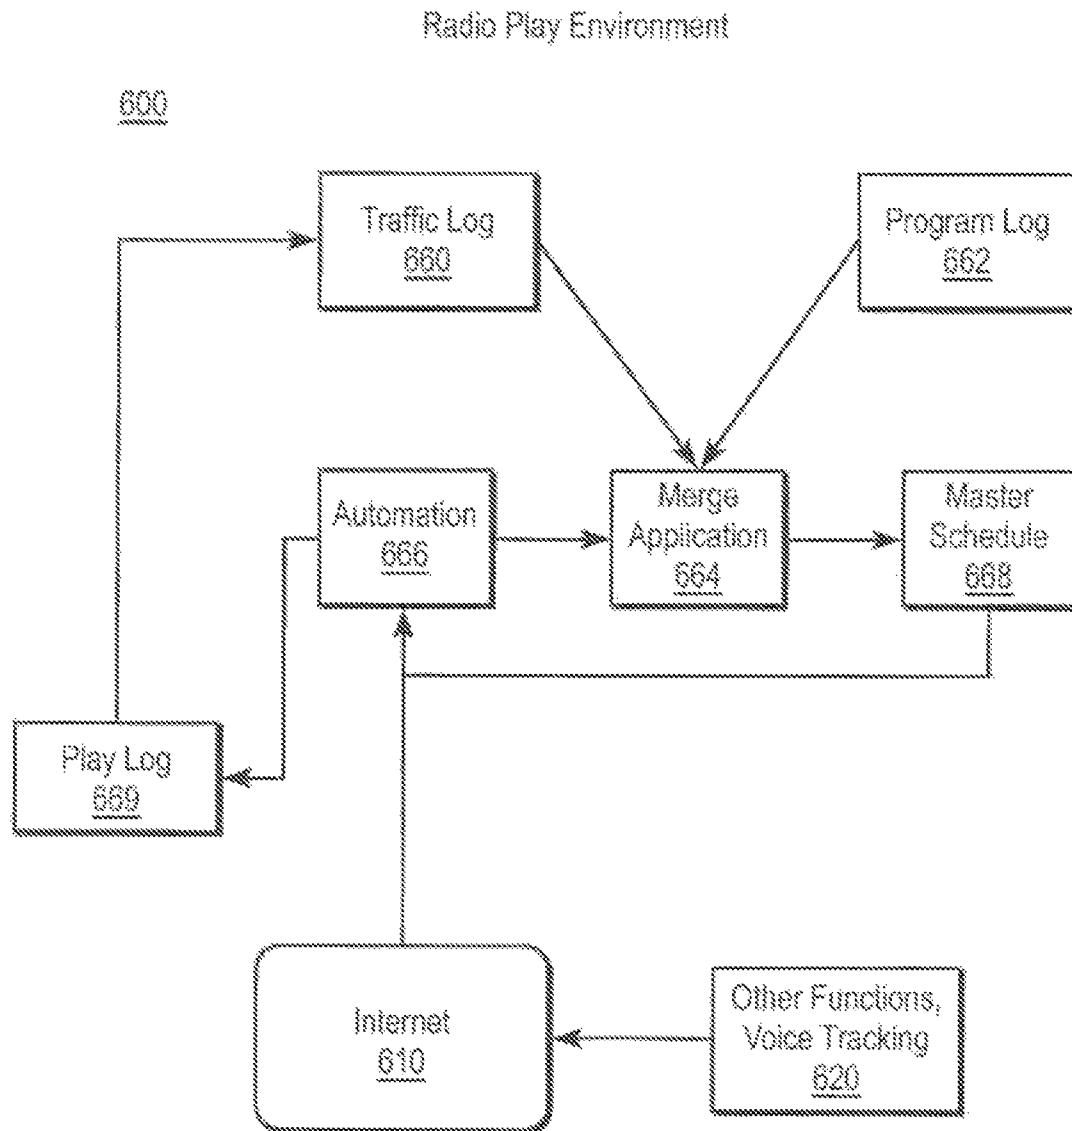 Radio Play Environment
600
Traffic Log
660
Program Log
662
Automation
666
Merge
Application
664
Master
Schedule
668
Play Log
669
Internet
610
Other Functions,
Voice Tracking
620